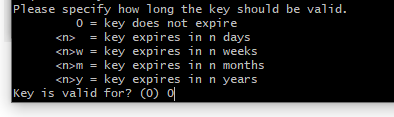 Please specify how long the key should be valid.
0 = key does not expire
<n> = key expires in n days
<n>w = key expires in n weeks
<n>m = key expires in n months
<n>y = key expires in n years
Key is valid for? (0) 0